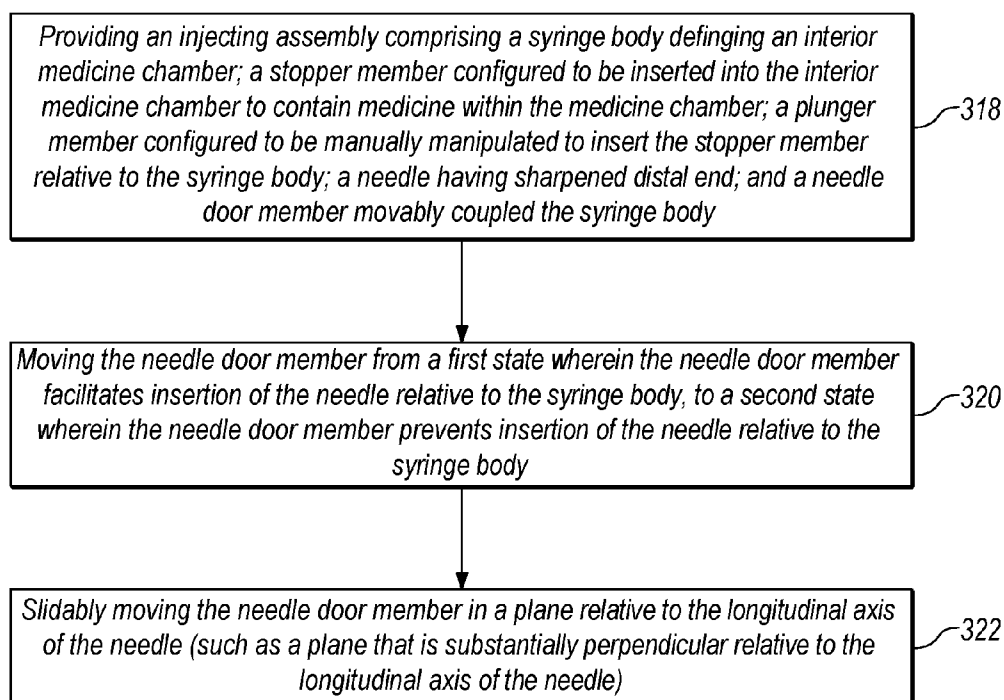 Providing an injecting assembly comprising a syringe body definging an interior
medicine chamber; a stopper member configured to be inserted into the interior
medicine chamber to contain medicine within the medicine chamber; a plunger
member configured to be manually manipulated to insert the stopper member
relative to the syringe body; a needle having sharpened distal end; and a needle
door member movably coupled the syringe body
318
Moving the needle door member from a first state wherein the needle door member
facilitates insertion of the needle relative to the syringe body, to a second state
wherein the needle door member prevents insertion of the needle relative to the
syringe body
320
Slidably moving the needle door member in a plane relative to the longitudinal axis
of the needle (such as a plane that is substantially perpendicular relative to the
longitudinal axis of the needle)
322